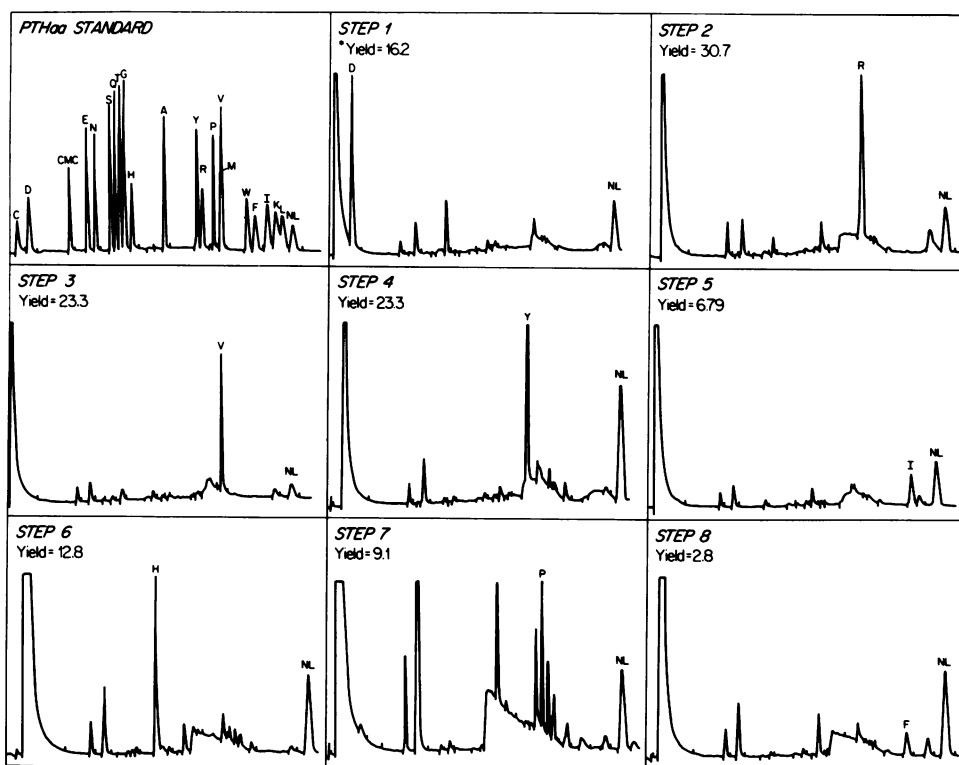 PTHaa STANDARD
C
D
CMC
E
N
S
Q
T
G
H
A
Y
R
P
V
M
W
F
I
K
L
NL
STEP 1
*Yield=16.2
D
NL
STEP 2
Yield=30.7
R
NL
STEP 3
Yield=23.3
V
NL
STEP 4
Yield=23.3
Y
NL
STEP 5
Yield=6.79
I
NL
STEP 6
Yield=12.8
H
NL
STEP 7
Yield=9.1
P
NL
STEP 8
Yield=2.8
F
NL